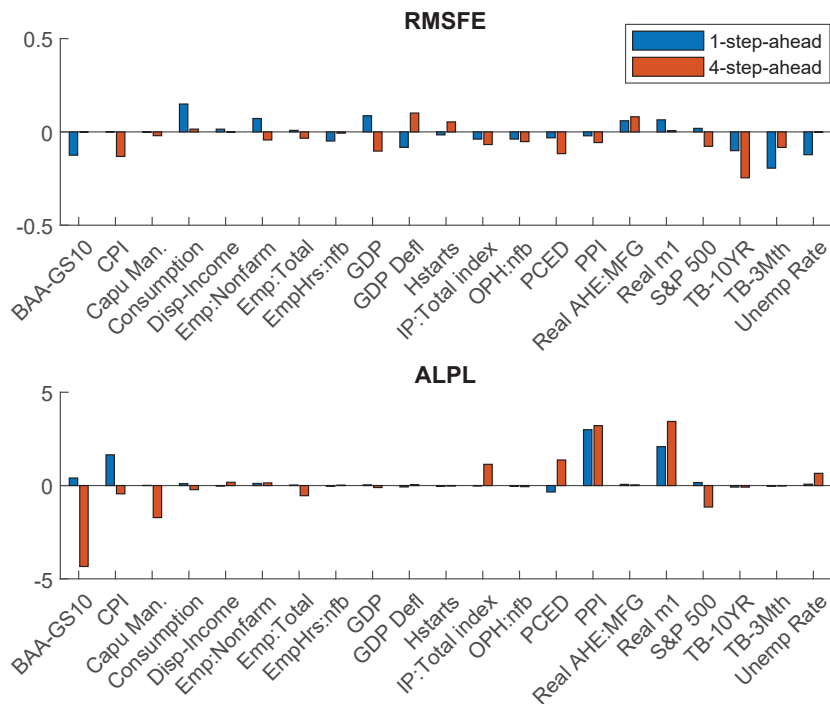 RMSFE
1-step-ahead
4-step-ahead
0.5
0
-0.5
BAA-GS10
CPI
Capu Man.
Consumption
Disp-Income
Emp:Nonfarm
Emp:Total
EmpHrs:nfb
GDP
GDP Defl
Hstarts
IP:Total index
OPH:nfb
PCED
PPI
Real AHE:MFG
Real m1
S&P 500
TB-10YR
TB-3Mth
Unemp Rate
ALPL
5
0
-5
BAA-GS10
CPI
Capu Man.
Consumption
Disp-Income
Emp:Nonfarm
Emp:Total
EmpHrs:nfb
GDP
GDP Defl
Hstarts
IP:Total index
OPH:nfb
PCED
PPI
Real AHE:MFG
Real m1
S&P 500
TB-10YR
TB-3Mth
Unemp Rate